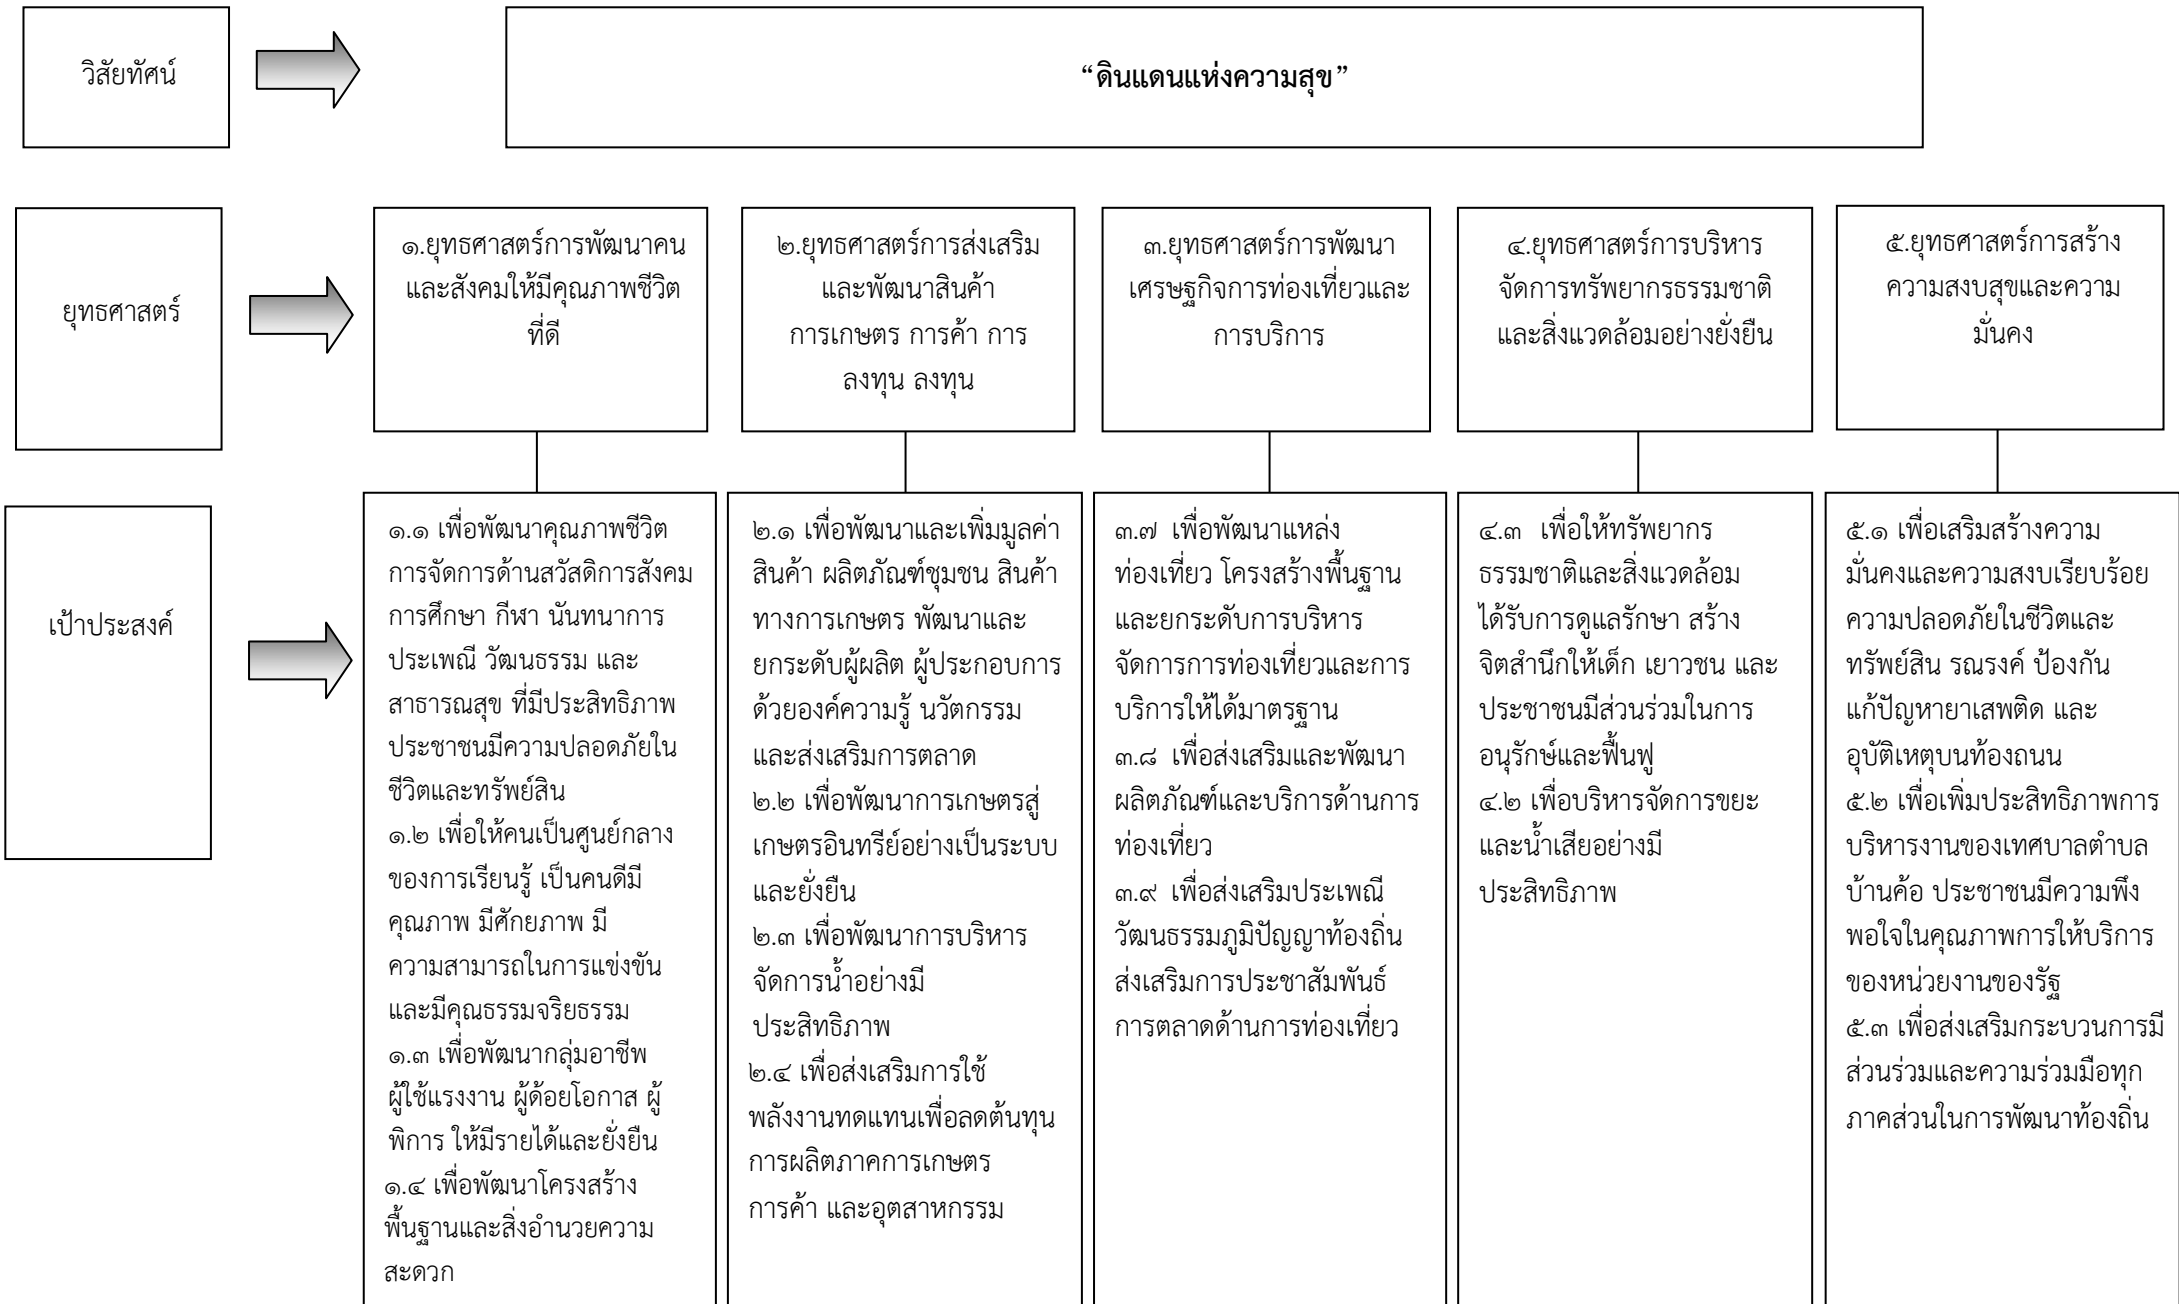 วิสัยทัศน์
“ดินแดนแห่งความสุข”
ยุทธศาสตร์
๑.ยุทธศาสตร์การพัฒนาคน
และสังคมให้มีคุณภาพชีวิต
ที่ดี
๒.ยุทธศาสตร์การส่งเสริม
และพัฒนาสินค้า
การเกษตร การค้า การ
ลงทุน ลงทุน
๓.ยุทธศาสตร์การพัฒนา
เศรษฐกิจการท่องเที่ยวและ
การบริการ
๔.ยุทธศาสตร์การบริหาร
จัดการทรัพยากรธรรมชาติ
และสิ่งแวดล้อมอย่างยั่งยืน
๕.ยุทธศาสตร์การสร้าง
ความสงบสุขและความ
มั่นคง
เป้าประสงค์
๑.๑ เพื่อพัฒนาคุณภาพชีวิต
การจัดการด้านสวัสดิการสังคม
การศึกษา กีฬา นันทนาการ
ประเพณี วัฒนธรรม และ
สาธารณสุข ที่มีประสิทธิภาพ
ประชาชนมีความปลอดภัยใน
ชีวิตและทรัพย์สิน
๑.๒ เพื่อให้คนเป็นศูนย์กลาง
ของการเรียนรู้ เป็นคนดีมี
คุณภาพ มีศักยภาพ มี
ความสามารถในการแข่งขัน
และมีคุณธรรมจริยธรรม
๑.๓ เพื่อพัฒนากลุ่มอาชีพ
ผู้ใช้แรงงาน ผู้ด้อยโอกาส ผู้
พิการ ให้มีรายได้และยั่งยืน
๑.๔ เพื่อพัฒนาโครงสร้าง
พื้นฐานและสิ่งอำนวยความ
สะดวก
๒.๑ เพื่อพัฒนาและเพิ่มมูลค่า
สินค้า ผลิตภัณฑ์ชุมชน สินค้า
ทางการเกษตร พัฒนาและ
ยกระดับผู้ผลิต ผู้ประกอบการ
ด้วยองค์ความรู้ นวัตกรรม
และส่งเสริมการตลาด
๒.๒ เพื่อพัฒนาการเกษตรสู่
เกษตรอินทรีย์อย่างเป็นระบบ
และยั่งยืน
๒.๓ เพื่อพัฒนาการบริหาร
จัดการน้ำอย่างมี
ประสิทธิภาพ
๒.๔ เพื่อส่งเสริมการใช้
พลังงานทดแทนเพื่อลดต้นทุน
การผลิตภาคการเกษตร
การค้า และอุตสาหกรรม
๓.๗ เพื่อพัฒนาแหล่ง
ท่องเที่ยว โครงสร้างพื้นฐาน
และยกระดับการบริหาร
จัดการการท่องเที่ยวและการ
บริการให้ได้มาตรฐาน
๓.๘ เพื่อส่งเสริมและพัฒนา
ผลิตภัณฑ์และบริการด้านการ
ท่องเที่ยว
๓.๙ เพื่อส่งเสริมประเพณี
วัฒนธรรมภูมิปัญญาท้องถิ่น
ส่งเสริมการประชาสัมพันธ์
การตลาดด้านการท่องเที่ยว
๔.๓ เพื่อให้ทรัพยากร
ธรรมชาติและสิ่งแวดล้อม
ได้รับการดูแลรักษา สร้าง
จิตสำนึกให้เด็ก เยาวชน และ
ประชาชนมีส่วนร่วมในการ
อนุรักษ์และฟื้นฟู
๔.๒ เพื่อบริหารจัดการขยะ
และน้ำเสียอย่างมี
ประสิทธิภาพ
๕.๑ เพื่อเสริมสร้างความ
มั่นคงและความสงบเรียบร้อย
ความปลอดภัยในชีวิตและ
ทรัพย์สิน รณรงค์ ป้องกัน
แก้ปัญหายาเสพติด และ
อุบัติเหตุบนท้องถนน
๕.๒ เพื่อเพิ่มประสิทธิภาพการ
บริหารงานของเทศบาลตำบล
บ้านค้อ ประชาชนมีความพึง
พอใจในคุณภาพการให้บริการ
ของหน่วยงานของรัฐ
๕.๓ เพื่อส่งเสริมกระบวนการมี
ส่วนร่วมและความร่วมมือทุก
ภาคส่วนในการพัฒนาท้องถิ่น